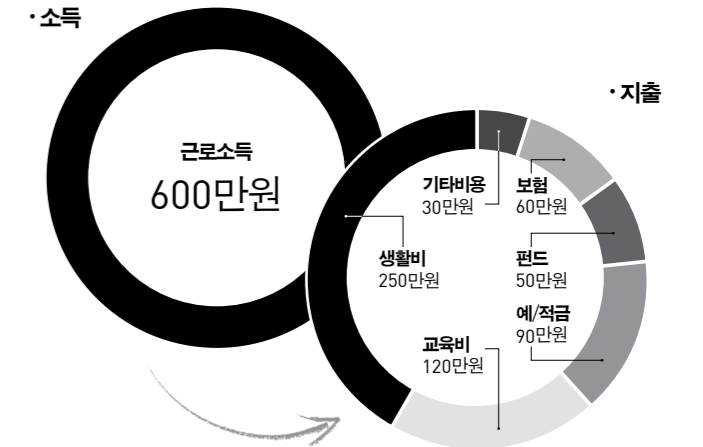 · 소득
근로소득
600만원
· 지출
기타비용
30만원
보험
60만원
생활비
250만원
펀드
50만원
예/적금
90만원
교육비
120만원